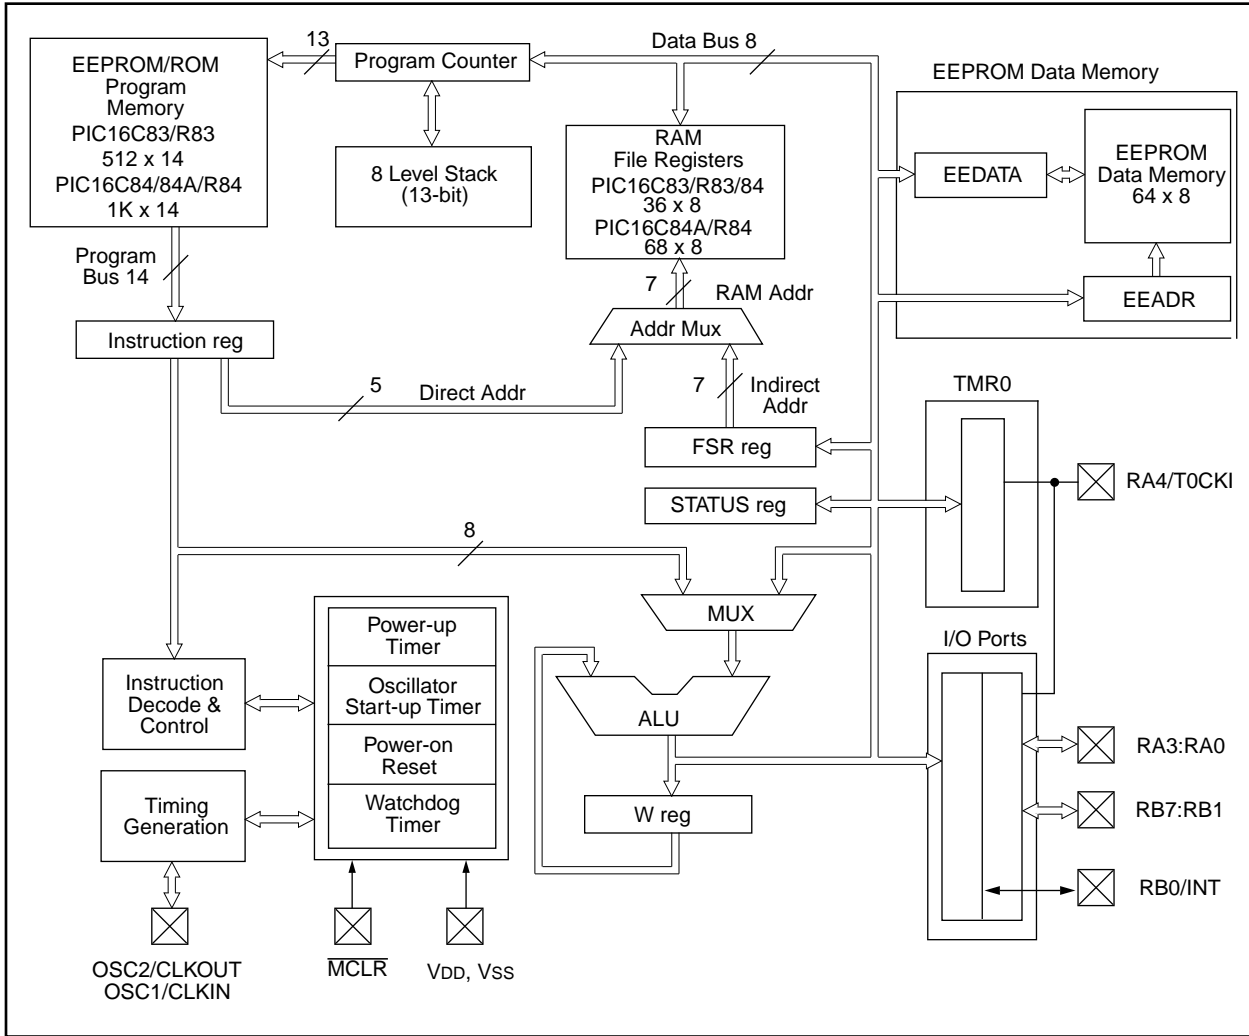 EEPROM/ROM
Program
Memory
PIC16C83/R83
512 x 14
PIC16C84/84A/R84
1K x 14
13
Program Counter
Data Bus 8
8 Level Stack
(13-bit)
RAM
File Registers
PIC16C83/R83/84
36 x 8
PIC16C84A/R84
68 x 8
EEPROM Data Memory
EEDATA
EEPROM
Data Memory
64 x 8
EEADR
Program
Bus 14
7
RAM Addr
Addr Mux
Instruction reg
5
Direct Addr
7
Indirect
Addr
FSR reg
STATUS reg
TMR0
RA4/T0CKI
8
MUX
Power-up
Timer
Oscillator
Start-up Timer
Power-on
Reset
Watchdog
Timer
Instruction
Decode &
Control
Timing
Generation
ALU
W reg
I/O Ports
RA3:RA0
RB7:RB1
RB0/INT
OSC2/CLKOUT
OSC1/CLKIN
MCLR
VDD, VSS